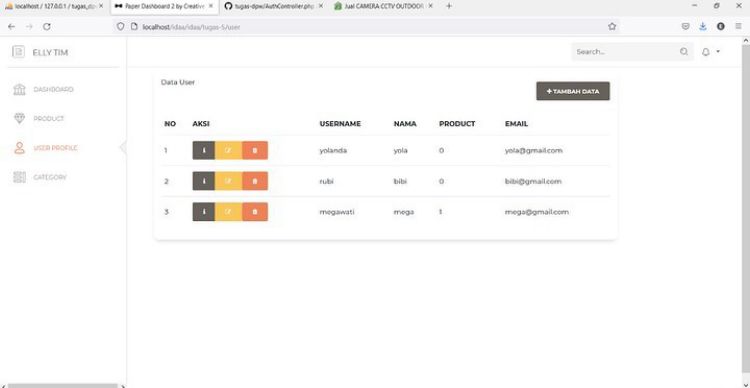 localhost / 127.0.0.1 / tugas_dp
Paper Dashboard 2 by Creative
tugas-dpw/AuthController.php
Jual CAMERA CCTV OUTDOOR
localhost/idaa/idaa/tugas-5/user
ELLY TIM
Search...
DASHBOARD
PRODUCT
USER PROFILE
CATEGORY
Data User
+ TAMBAH DATA
NO AKSI USERNAME NAMA PRODUCT EMAIL
1 yolanda yola 0 yola@gmail.com
2 rubi bibi 0 bibi@gmail.com
3 megawati mega 1 mega@gmail.com